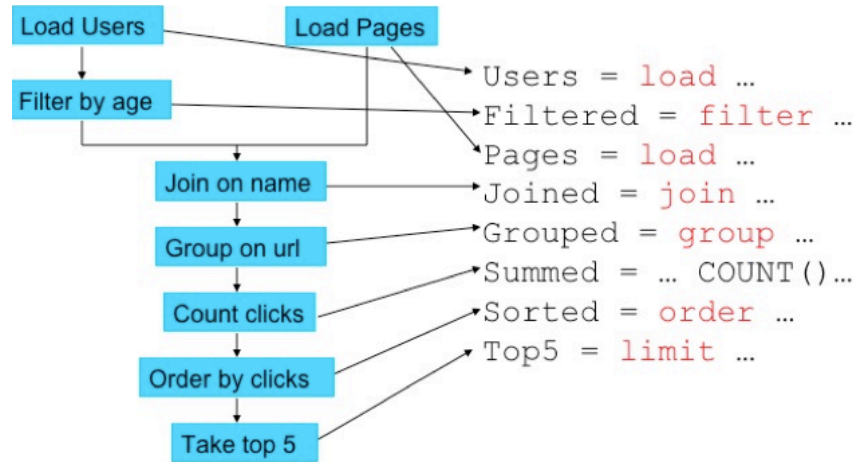 Load Users
Load Pages
Filter by age
Join on name
Group on url
Count clicks
Order by clicks
Take top 5
Users = load …
Filtered = filter …
Pages = load …
Joined = join …
Grouped = group …
Summed = … COUNT()…
Sorted = order …
Top5 = limit …